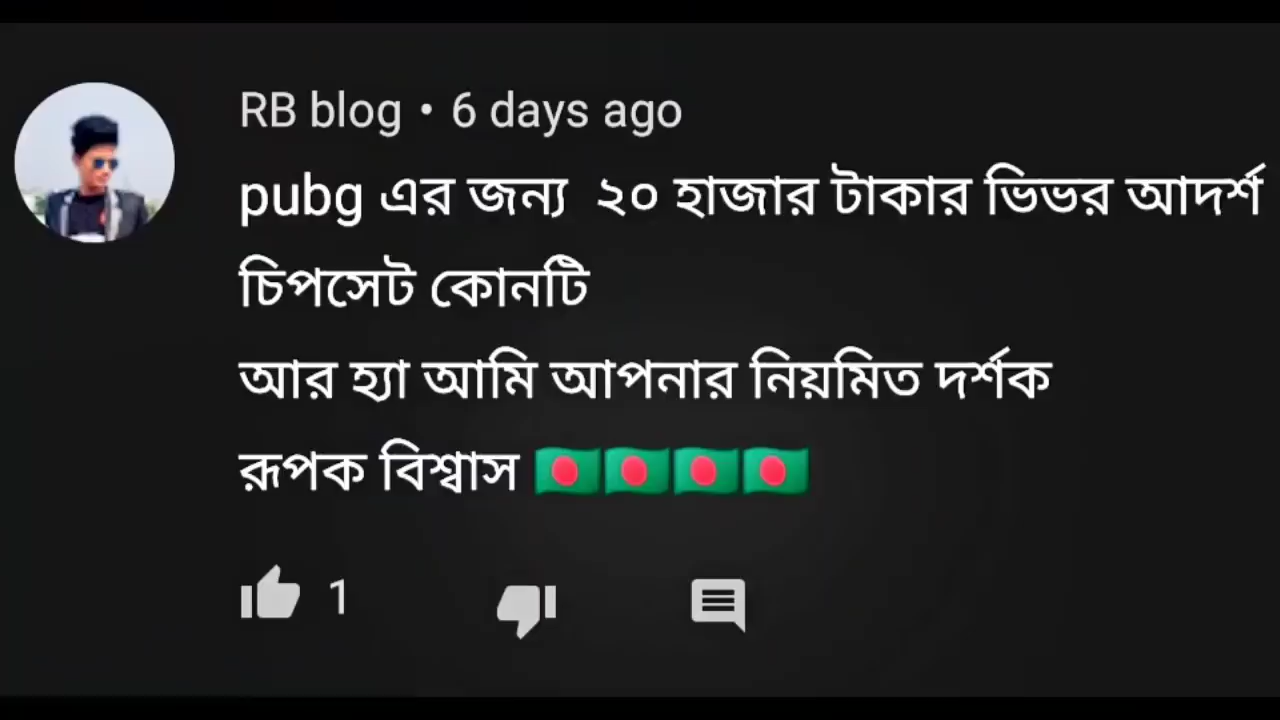 RB blog • 6 days ago
pubg এর জন্য ২০ হাজার টাকার ভিভর আদর্শ
চিপসেট কোনটি
আর হ্যা আমি আপনার নিয়মিত দর্শক
রূপক বিশ্বাস 🇧🇩🇧🇩🇧🇩🇧🇩
1